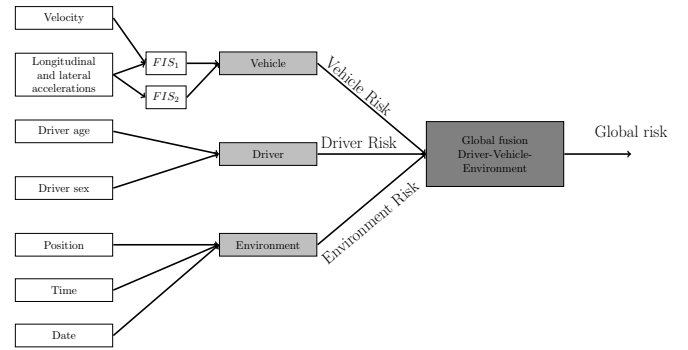 Velocity
Longitudinal
and lateral
accelerations
FIS₁
FIS₂
Vehicle
Vehicle Risk
Driver age
Driver sex
Driver
Driver Risk
Position
Time
Date
Environment
Environment Risk
Global fusion
Driver-Vehicle-
Environment
Global risk